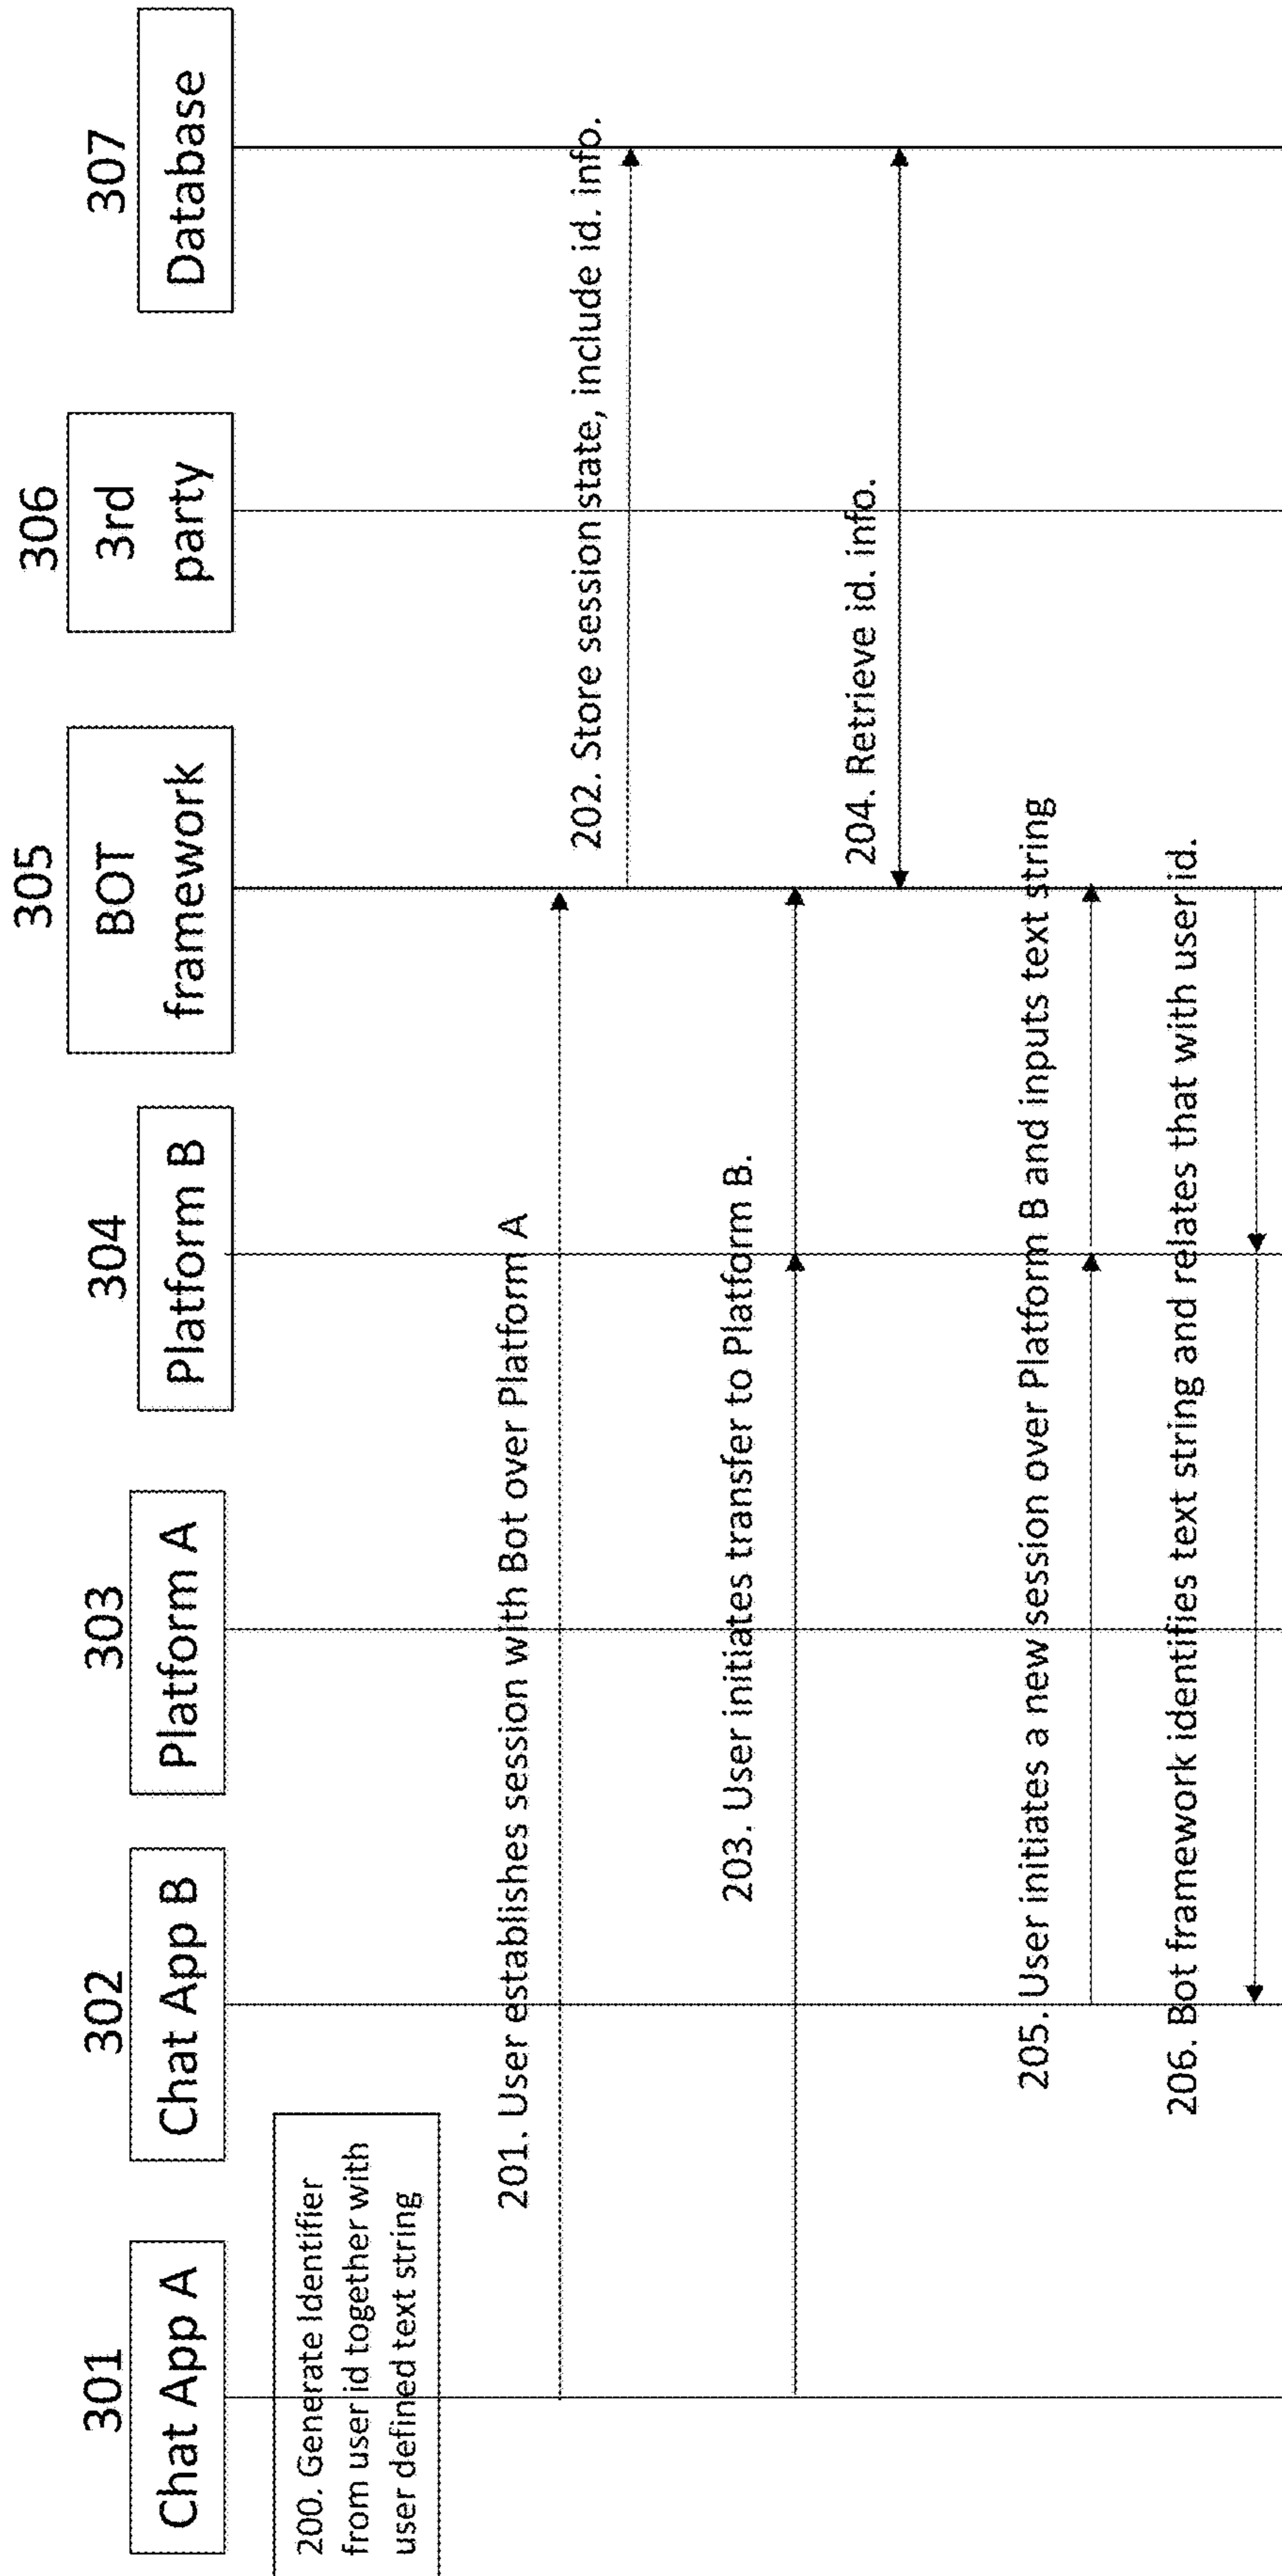 301
Chat App A
302
Chat App B
303
Platform A
304
Platform B
305
BOT
framework
306
3rd
party
307
Database
200. Generate Identifier
from user id together with
user defined text string
201. User establishes session with Bot over Platform A
202. Store session state, include id. info.
203. User initiates transfer to Platform B.
204. Retrieve id. info.
205. User initiates a new session over Platform B and inputs text string
206. Bot framework identifies text string and relates that with user id.